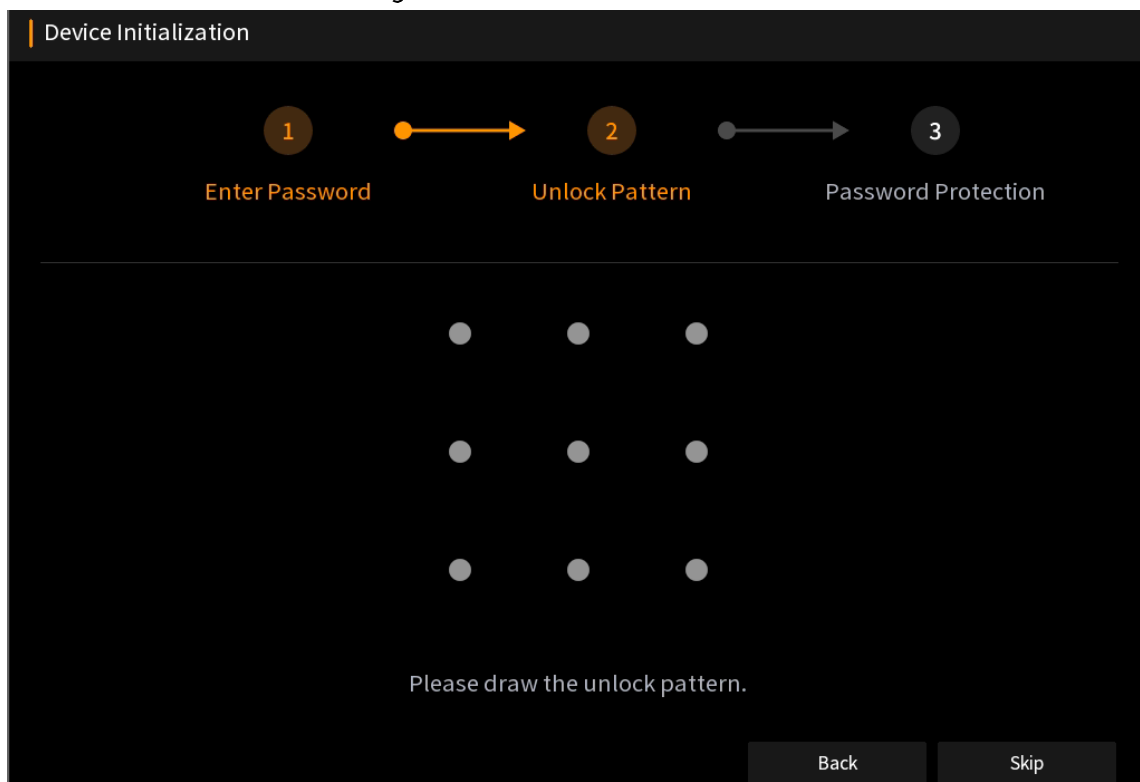 Device Initialization
1
2
3
Enter Password
Unlock Pattern
Password Protection
Please draw the unlock pattern.
Back
Skip